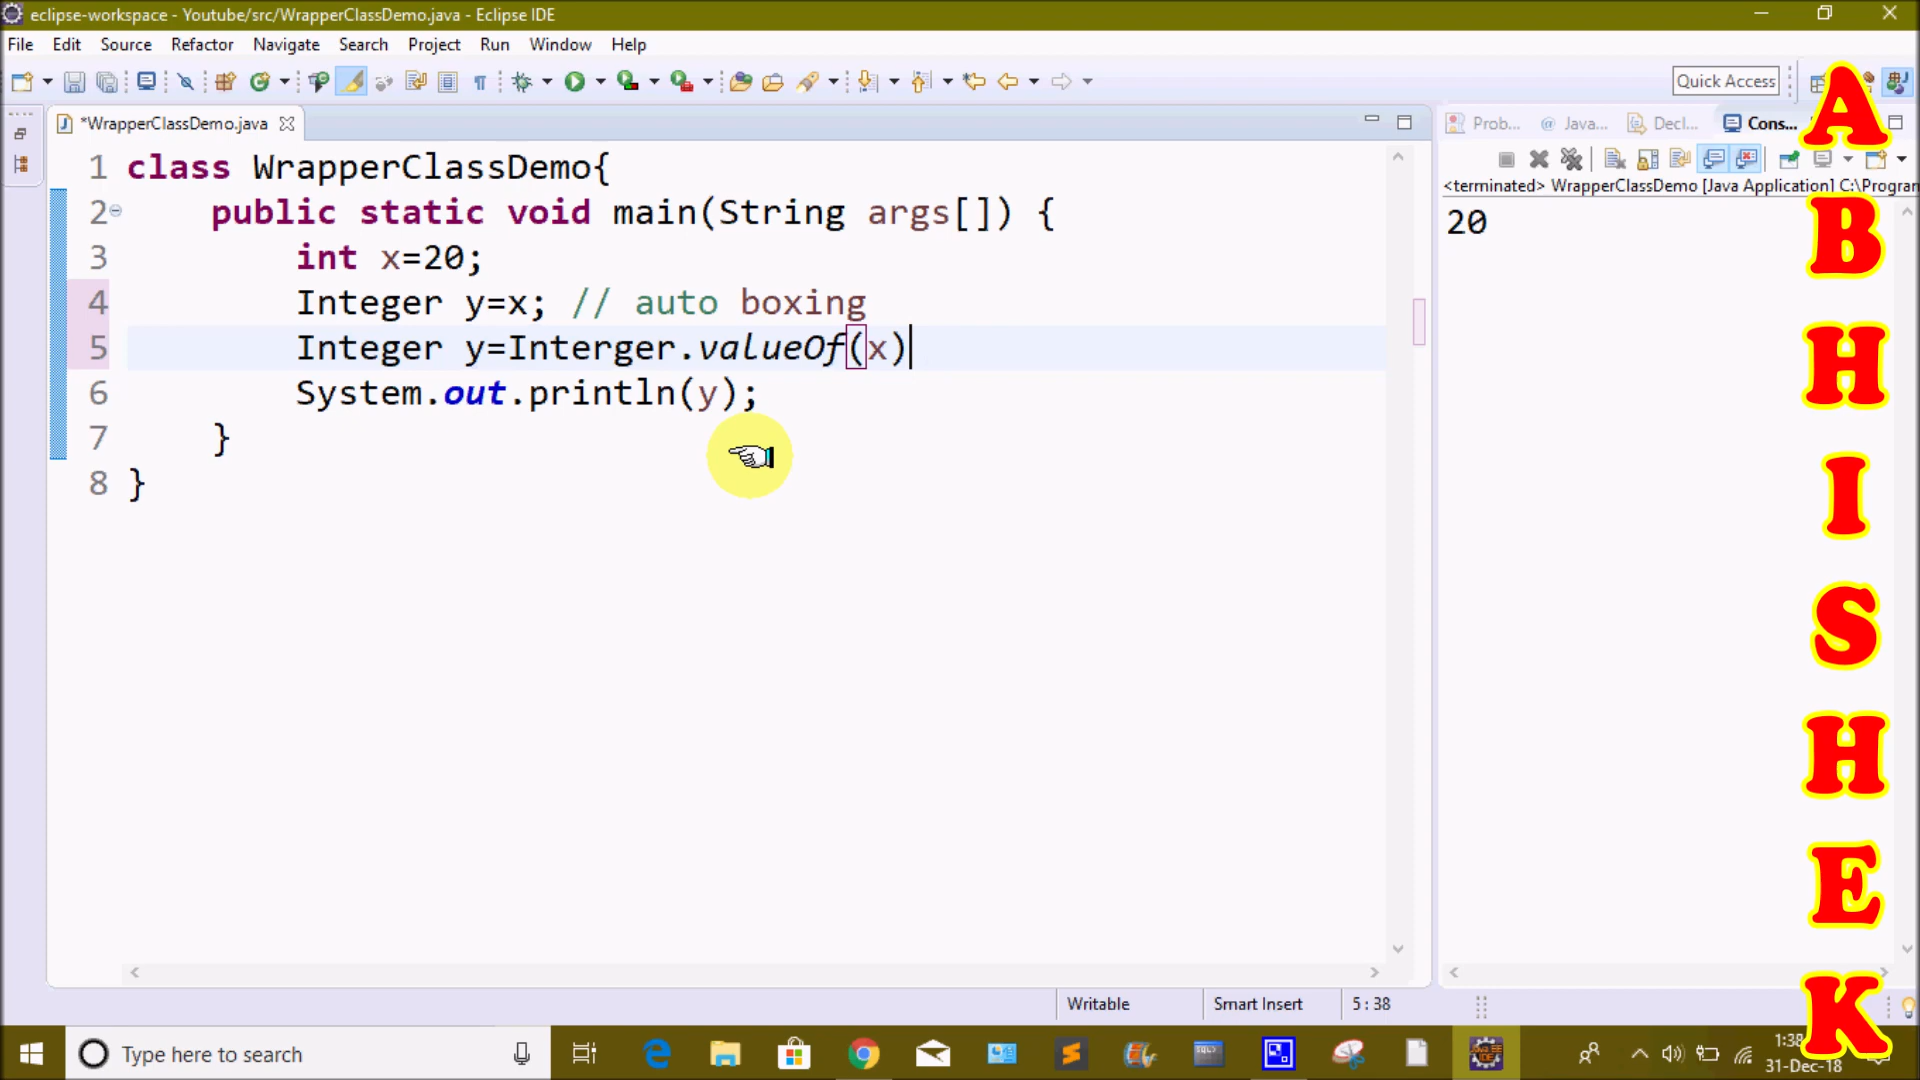 eclipse-workspace - Youtube/src/WrapperClassDemo.java - Eclipse IDE
File Edit Source Refactor Navigate Search Project Run Window Help
Quick Access
*WrapperClassDemo.java
Prob... Java... Decl... Cons...
<terminated> WrapperClassDemo [Java Application] C:\Program
20
1 class WrapperClassDemo{
2 public static void main(String args[]) {
3 int x=20;
4 Integer y=x; // auto boxing
5 Integer y=Interger.valueOf(x)
6 System.out.println(y);
7 }
8 }
A
B
H
I
S
H
E
K
Writable Smart Insert 5 : 38
Type here to search
31-Dec-18